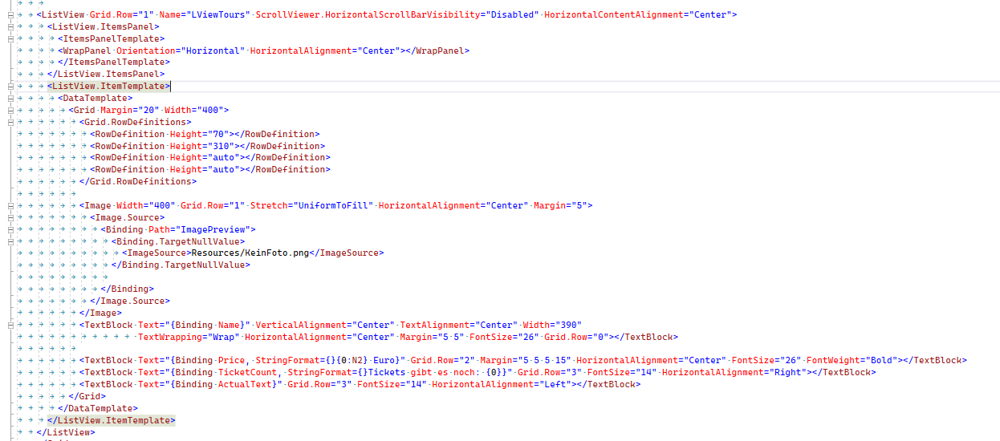 <ListView Grid.Row="1" Name="LViewTours" ScrollViewer.HorizontalScrollBarVisibility="Disabled" HorizontalContentAlignment="Center">
<ListView.ItemsPanel>
<ItemsPanelTemplate>
<WrapPanel Orientation="Horizontal" HorizontalAlignment="Center"></WrapPanel>
</ItemsPanelTemplate>
</ListView.ItemsPanel>
<ListView.ItemTemplate>
<DataTemplate>
<Grid Margin="20" Width="400">
<Grid.RowDefinitions>
<RowDefinition Height="70"></RowDefinition>
<RowDefinition Height="310"></RowDefinition>
<RowDefinition Height="auto"></RowDefinition>
<RowDefinition Height="auto"></RowDefinition>
</Grid.RowDefinitions>
<Image Width="400" Grid.Row="1" Stretch="UniformToFill" HorizontalAlignment="Center" Margin="5">
<Image.Source>
<Binding Path="ImagePreview">
<Binding.TargetNullValue>
<ImageSource>Resources/KeinFoto.png</ImageSource>
</Binding.TargetNullValue>
</Binding>
</Image.Source>
</Image>
<TextBlock Text="{Binding Name}" VerticalAlignment="Center" TextAlignment="Center" Width="390"
TextWrapping="Wrap" HorizontalAlignment="Center" Margin="5 5" FontSize="26" Grid.Row="0"></TextBlock>
<TextBlock Text="{Binding Price, StringFormat={}{0:N2} Euro}" Grid.Row="2" Margin="5 5 5 15" HorizontalAlignment="Center" FontSize="26" FontWeight="Bold"></TextBlock>
<TextBlock Text="{Binding TicketCount, StringFormat={}Tickets gibt es noch: {0}}" Grid.Row="3" FontSize="14" HorizontalAlignment="Right"></TextBlock>
<TextBlock Text="{Binding ActualText}" Grid.Row="3" FontSize="14" HorizontalAlignment="Left"></TextBlock>
</Grid>
</DataTemplate>
</ListView.ItemTemplate>
</ListView>